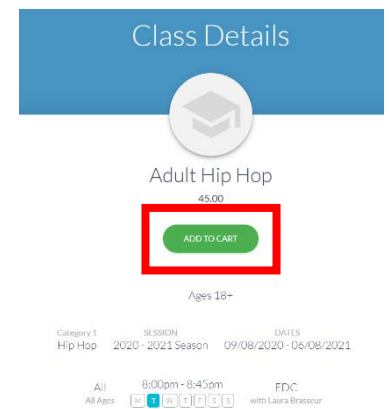 Class Details
Adult Hip Hop
45.00
ADD TO CART
Ages 18+
Category 1 SESSION DATES
Hip Hop 2020 - 2021 Season 09/08/2020 - 06/08/2021
All 8:00pm - 8:45pm EDC
All Ages M T W T F S S with Laura Brasseur